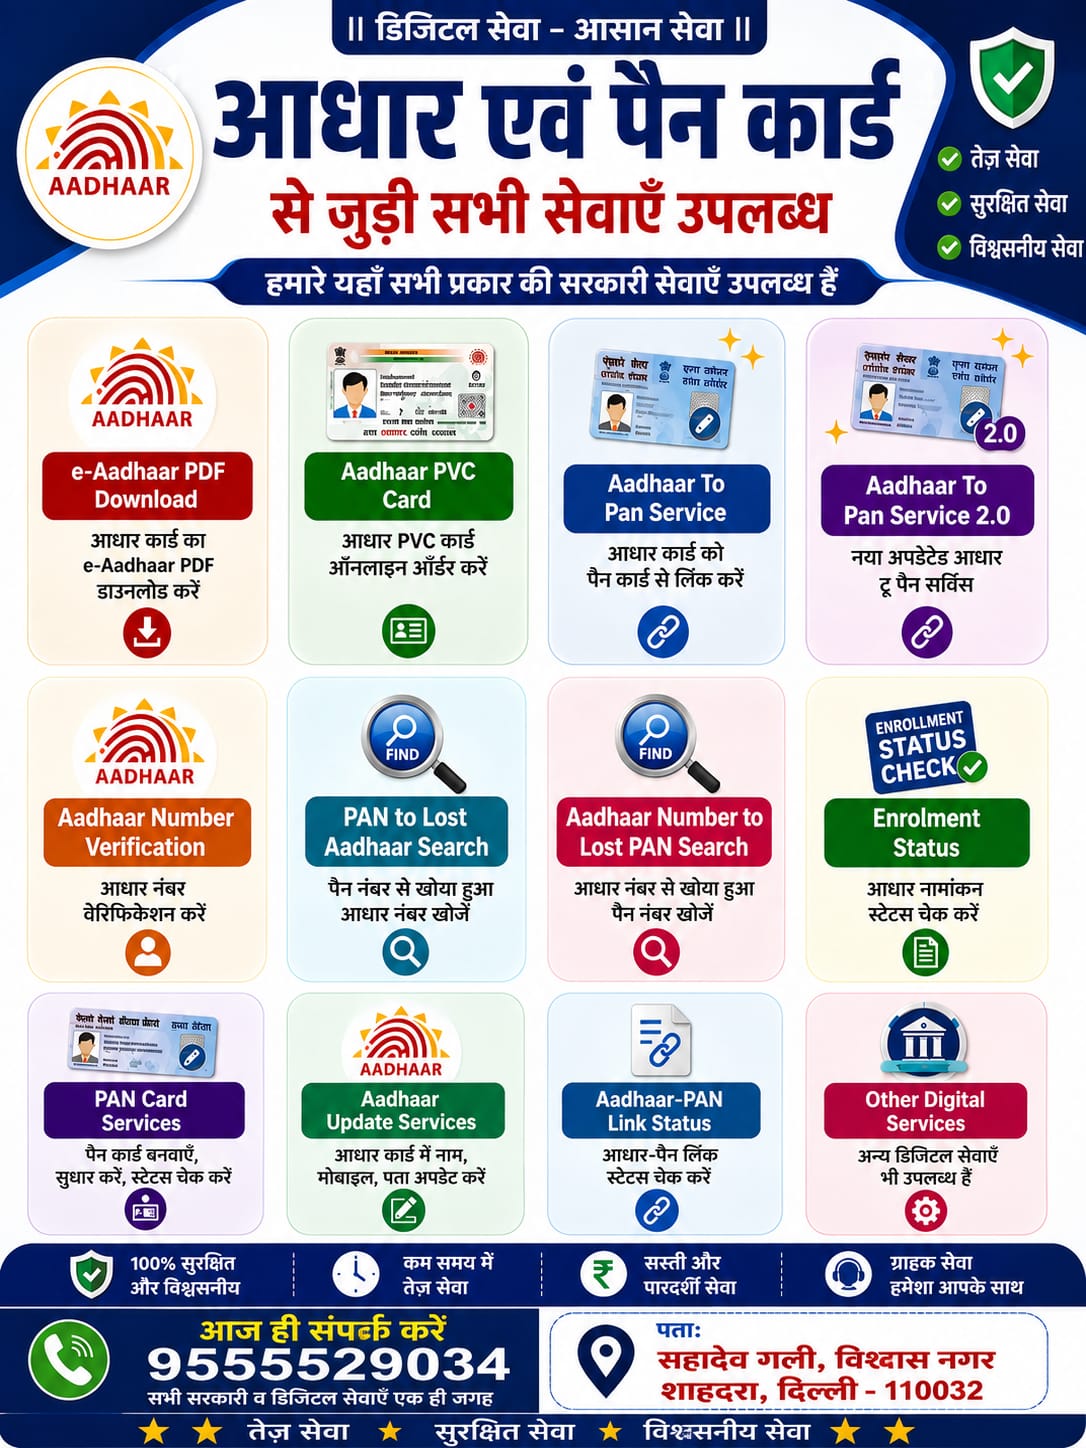 || डिजिटल सेवा – आसान सेवा ||
AADHAAR
आधार एवं पैन कार्ड
से जुड़ी सभी सेवाएँ उपलब्ध
हमारे यहाँ सभी प्रकार की सरकारी सेवाएँ उपलब्ध हैं
तेज़ सेवा
सुरक्षित सेवा
विश्वसनीय सेवा
AADHAAR
e-Aadhaar PDF
Download
आधार कार्ड का
e-Aadhaar PDF
डाउनलोड करें
Aadhaar PVC
Card
आधार PVC कार्ड
ऑनलाइन ऑर्डर करें
Aadhaar To
Pan Service
आधार कार्ड को
पैन कार्ड से लिंक करें
2.0
Aadhaar To
Pan Service 2.0
नया अपडेटेड आधार
टू पैन सर्विस
AADHAAR
Aadhaar Number
Verification
आधार नंबर
वेरिफिकेशन करें
FIND
PAN to Lost
Aadhaar Search
पैन नंबर से खोया हुआ
आधार नंबर खोजें
FIND
Aadhaar Number to
Lost PAN Search
आधार नंबर से खोया हुआ
पैन नंबर खोजें
ENROLLMENT
STATUS
CHECK
Enrolment
Status
आधार नामांकन
स्टेटस चेक करें
PAN Card
Services
पैन कार्ड बनवाएँ,
सुधार करें, स्टेटस चेक करें
AADHAAR
Aadhaar
Update Services
आधार कार्ड में नाम,
मोबाइल, पता अपडेट करें
Aadhaar-PAN
Link Status
आधार-पैन लिंक
स्टेटस चेक करें
Other Digital
Services
अन्य डिजिटल सेवाएँ
भी उपलब्ध हैं
100% सुरक्षित
और विश्वसनीय
कम समय में
तेज़ सेवा
₹
सस्ती और
पारदर्शी सेवा
ग्राहक सेवा
हमेशा आपके साथ
आज ही संपर्क करें
9555529034
सभी सरकारी व डिजिटल सेवाएँ एक ही जगह
पता:
सहादेव गली, विश्वास नगर
शाहदरा, दिल्ली - 110032
तेज़ सेवा
सुरक्षित सेवा
विश्वसनीय सेवा